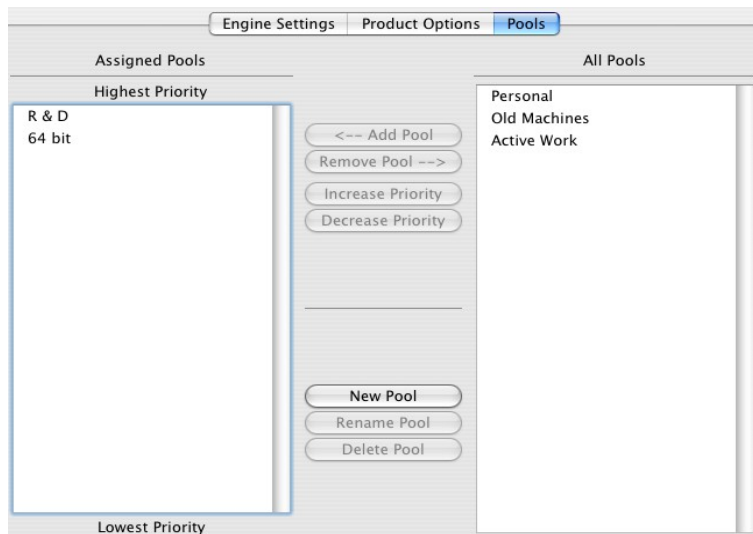 Engine Settings Product Options Pools
Assigned Pools
Highest Priority
R & D
64 bit
Lowest Priority
<-- Add Pool
Remove Pool -->
Increase Priority
Decrease Priority
New Pool
Rename Pool
Delete Pool
All Pools
Personal
Old Machines
Active Work